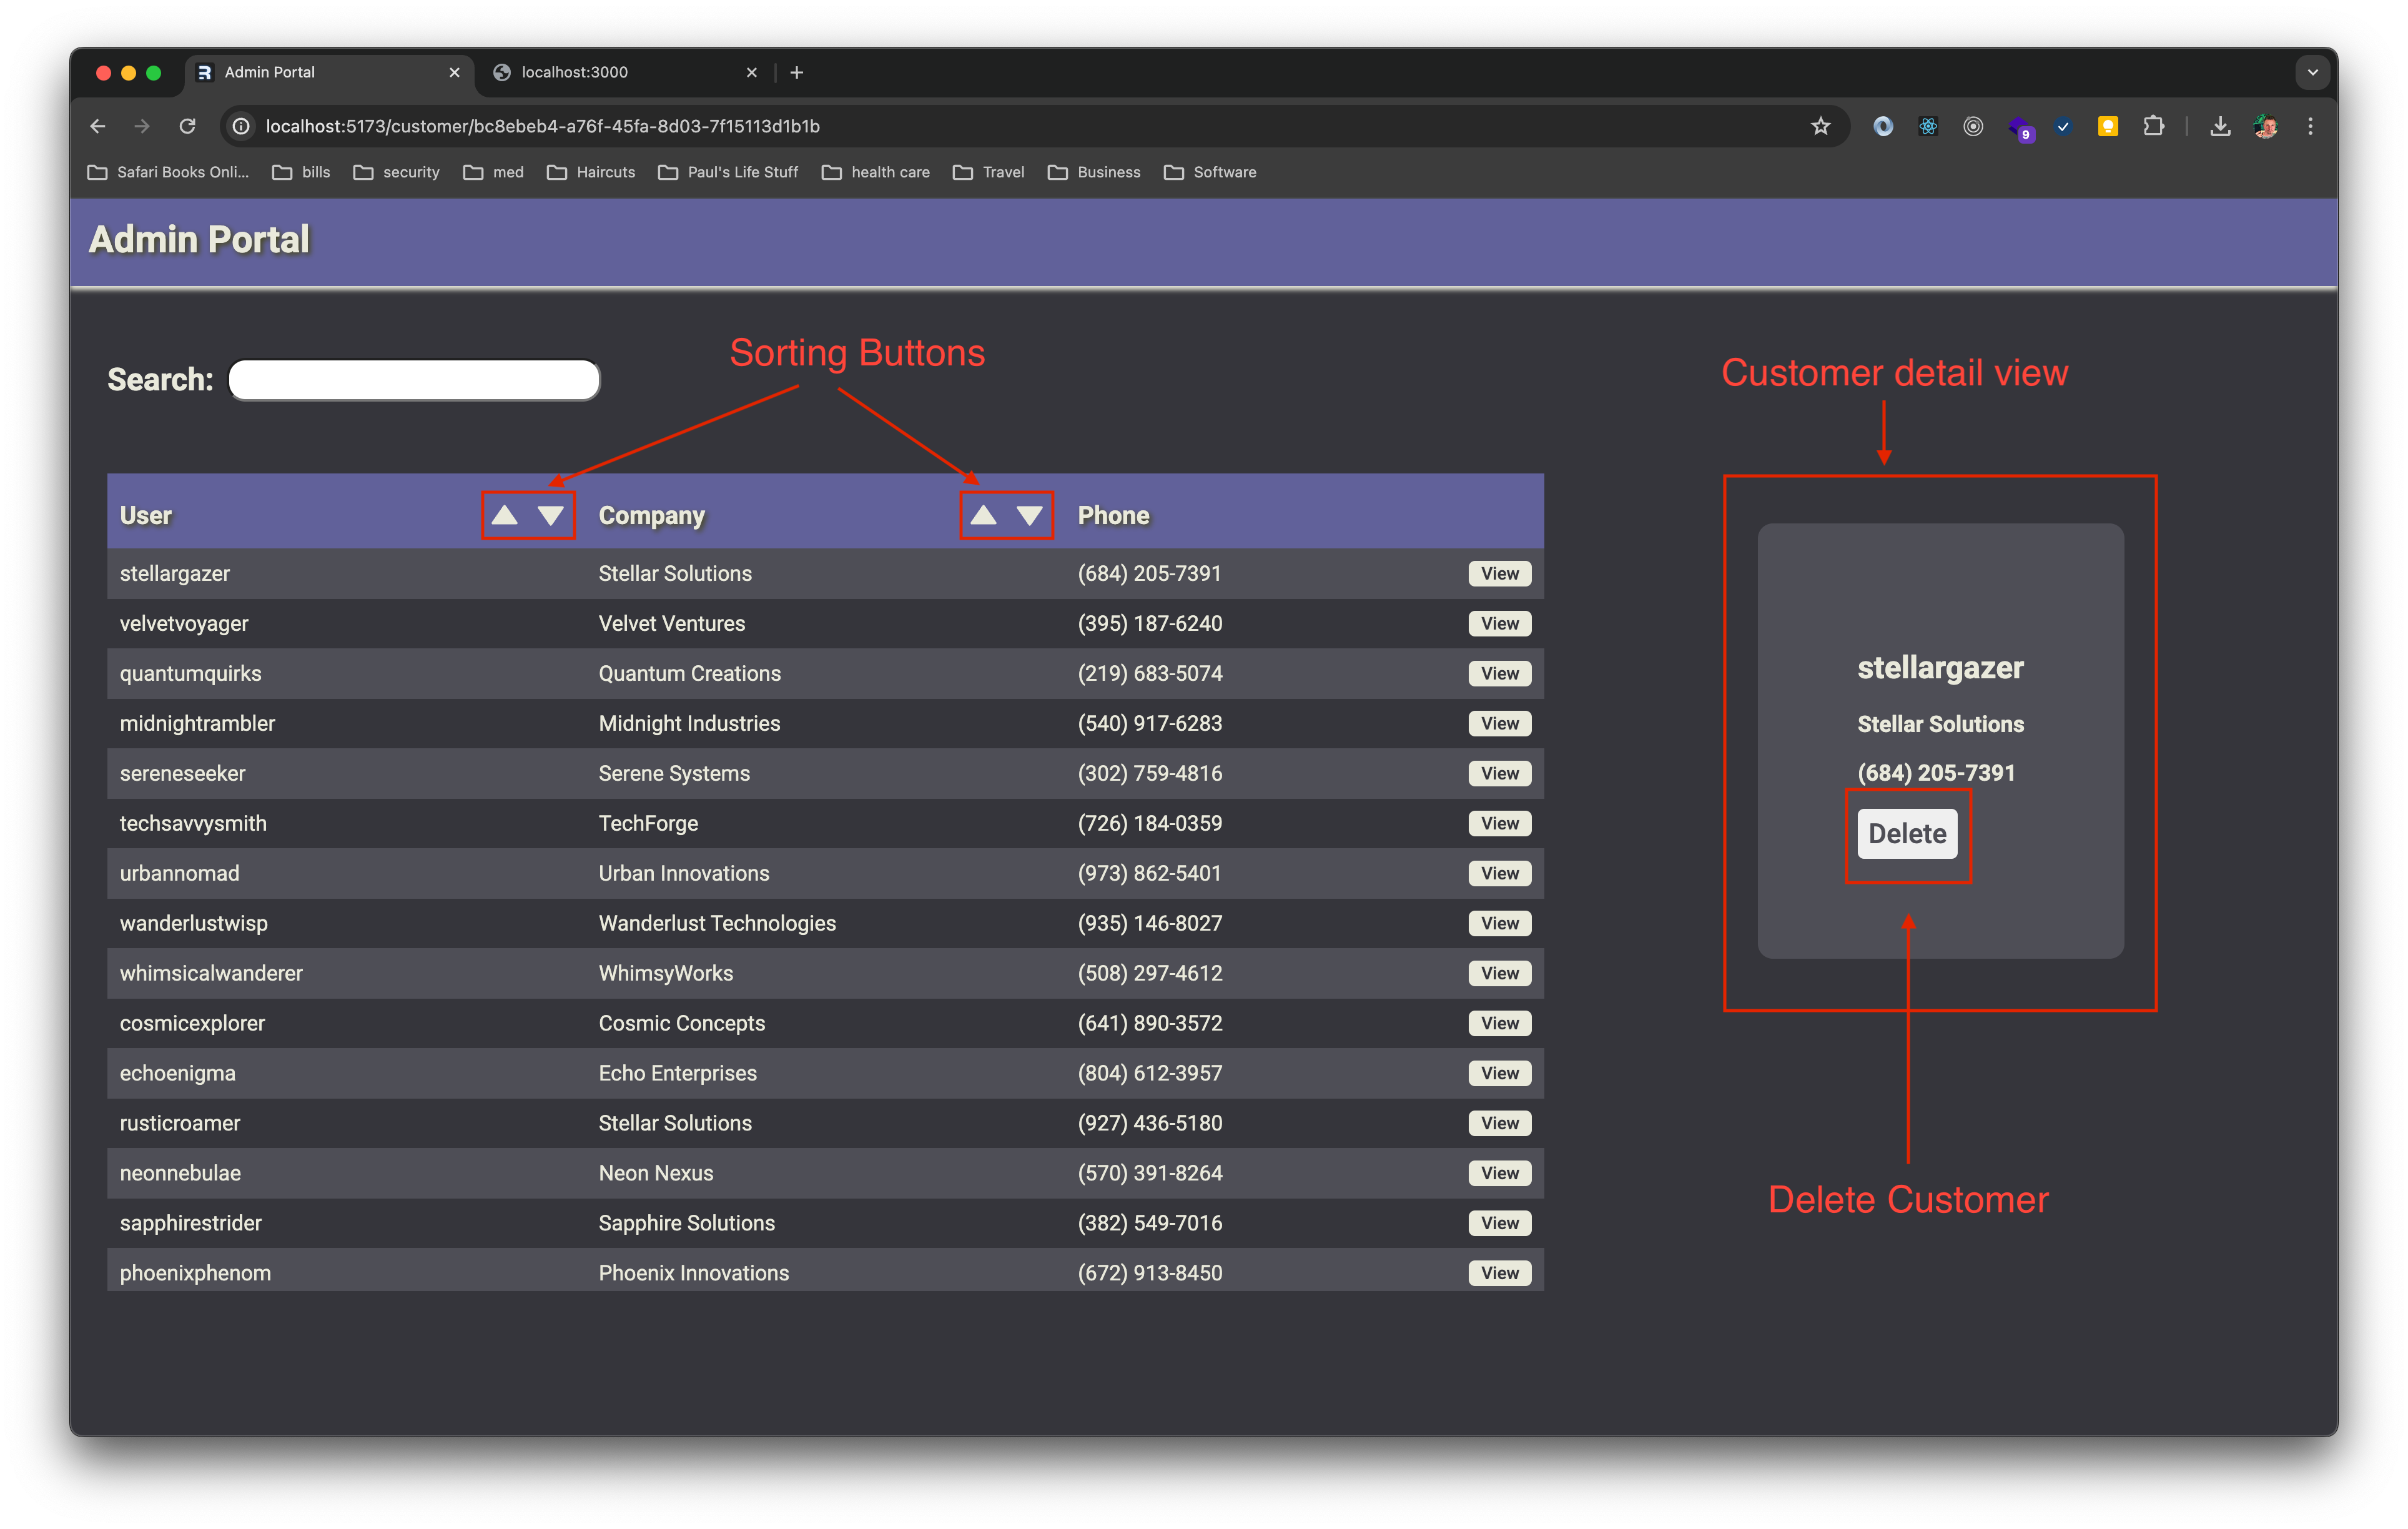 Admin Portal
localhost:3000
localhost:5173/customer/bc8ebeb4-a76f-45fa-8d03-7f15113d1b1b
9
Safari Books Onli... bills security med Haircuts Paul's Life Stuff health care Travel Business Software
Admin Portal
Sorting Buttons
Customer detail view
Search:
User Company Phone
stellargazer Stellar Solutions (684) 205-7391 View
velvetvoyager Velvet Ventures (395) 187-6240 View
quantumquirks Quantum Creations (219) 683-5074 View
midnightrambler Midnight Industries (540) 917-6283 View
sereneseeker Serene Systems (302) 759-4816 View
techsavvysmith TechForge (726) 184-0359 View
urbannomad Urban Innovations (973) 862-5401 View
wanderlustwisp Wanderlust Technologies (935) 146-8027 View
whimsicalwanderer WhimsyWorks (508) 297-4612 View
cosmicexplorer Cosmic Concepts (641) 890-3572 View
echoenigma Echo Enterprises (804) 612-3957 View
rusticroamer Stellar Solutions (927) 436-5180 View
neonnebulae Neon Nexus (570) 391-8264 View
sapphirestrider Sapphire Solutions (382) 549-7016 View
phoenixphenom Phoenix Innovations (672) 913-8450 View
stellargazer
Stellar Solutions
(684) 205-7391
Delete
Delete Customer